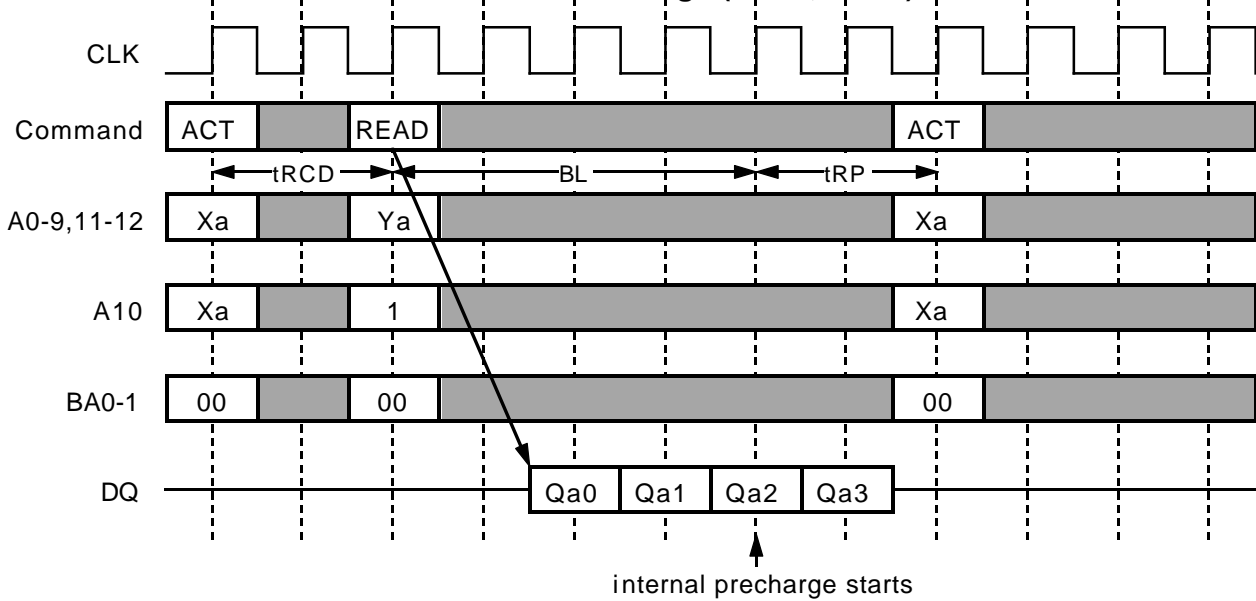 CLK
Command ACT READ ACT
tRCD BL tRP
A0-9,11-12 Xa Ya Xa
A10 Xa 1 Xa
BA0-1 00 00 00
DQ Qa0 Qa1 Qa2 Qa3
internal precharge starts